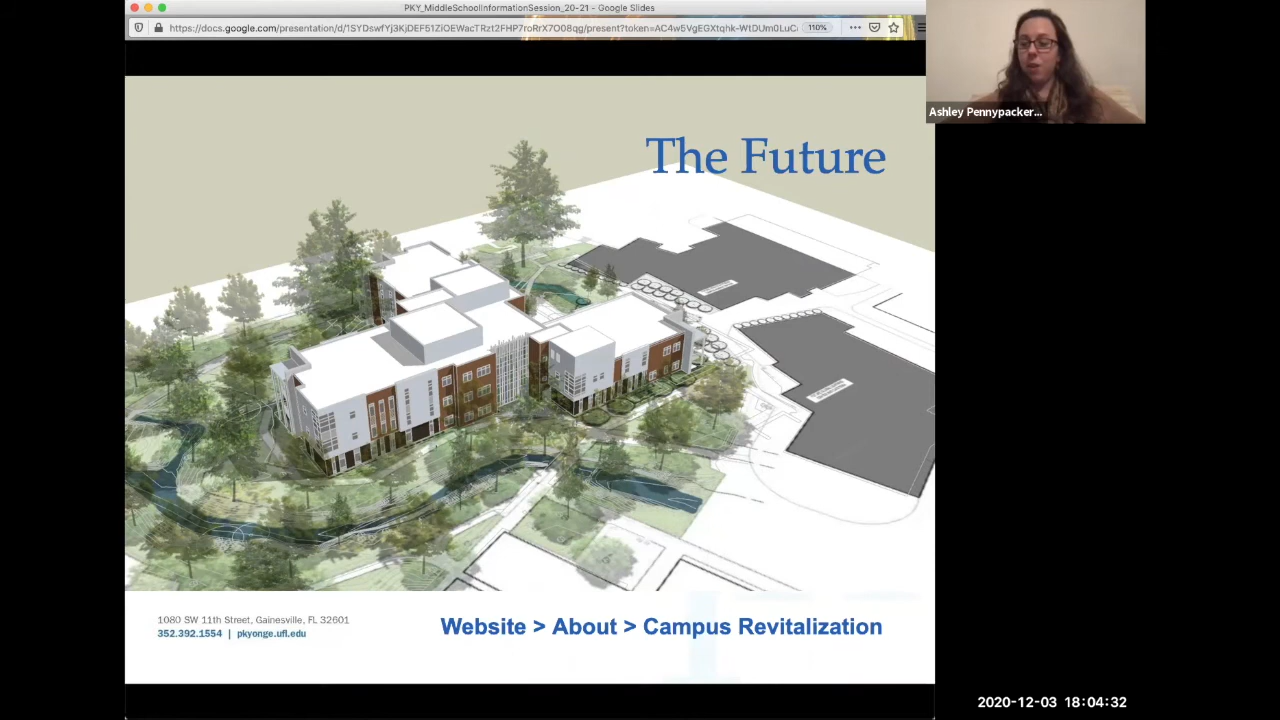 PKY_MiddleSchoolInformationSession_20-21 - Google Slides
110%
Ashley Pennypacker...
The Future
1080 SW 11th Street, Gainesville, FL 32601
352.392.1554 | pkyonge.ufl.edu
Website > About > Campus Revitalization
2020-12-03 18:04:32